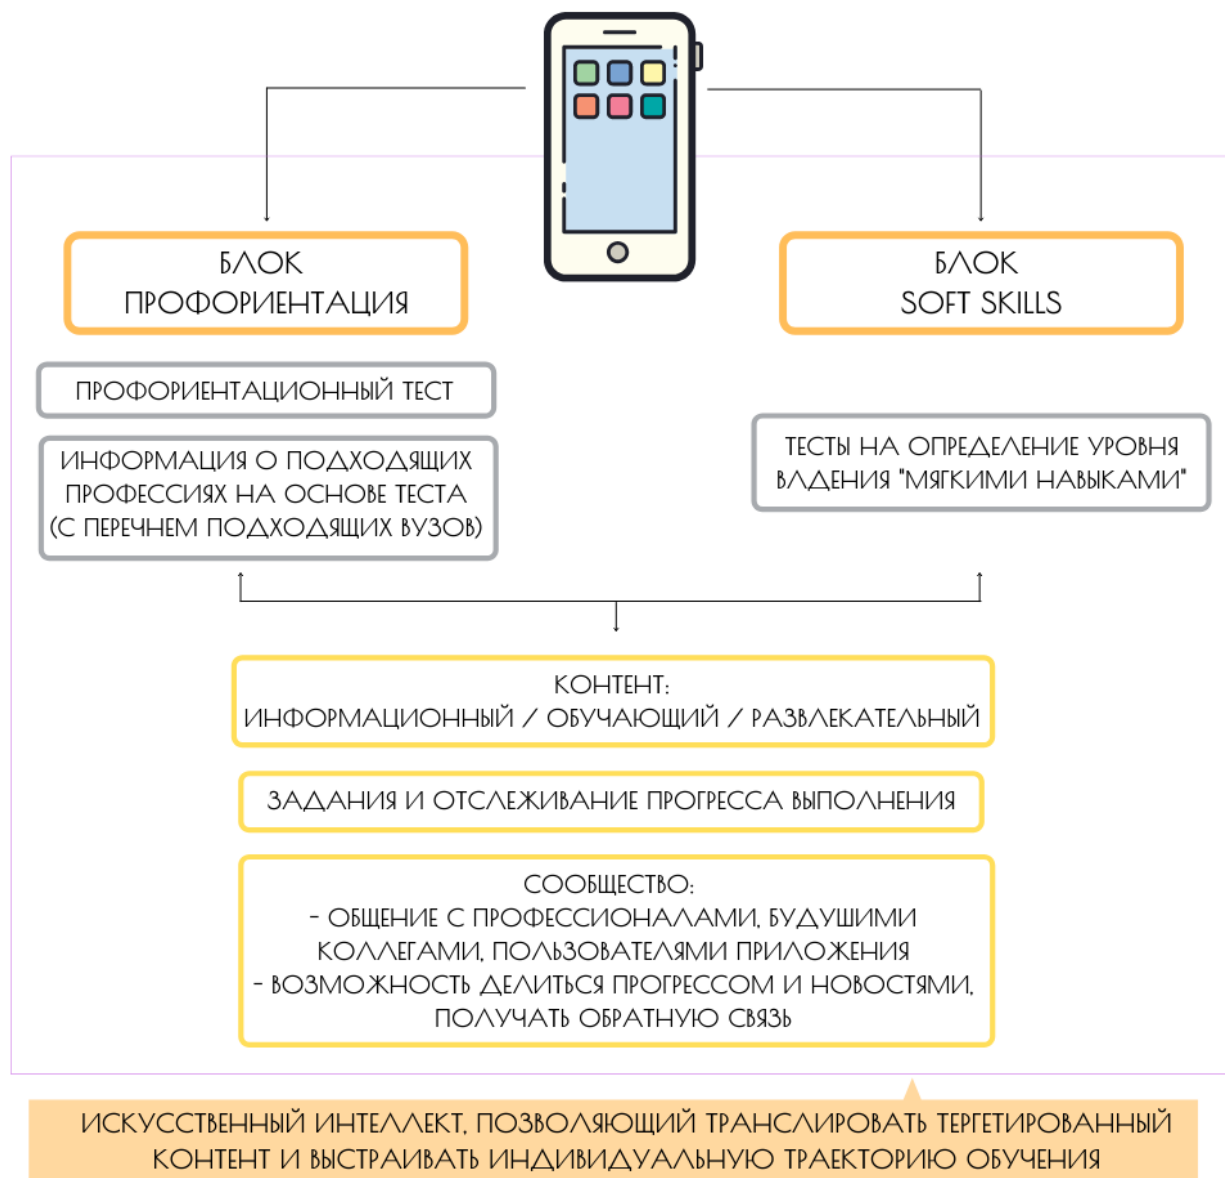 БЛОК
ПРОФОРИЕНТАЦИЯ
ПРОФОРИЕНТАЦИОННЫЙ ТЕСТ
ИНФОРМАЦИЯ О ПОДХОДЯЩИХ
ПРОФЕССИЯХ НА ОСНОВЕ ТЕСТА
(С ПЕРЕЧНЕМ ПОДХОДЯЩИХ ВУЗОВ)
БЛОК
SOFT SKILLS
ТЕСТЫ НА ОПРЕДЕЛЕНИЕ УРОВНЯ
ВЛДЕНИЯ "МЯГКИМИ НАВЫКАМИ"
КОНТЕНТ:
ИНФОРМАЦИОННЫЙ / ОБУЧАЮЩИЙ / РАЗВЛЕКАТЕЛЬНЫЙ
ЗАДАНИЯ И ОТСЛЕЖИВАНИЕ ПРОГРЕССА ВЫПОЛНЕНИЯ
СООБЩЕСТВО:
- ОБЩЕНИЕ С ПРОФЕССИОНАЛАМИ, БУДУШИМИ
КОЛЛЕГАМИ, ПОЛЬЗОВАТЕЛЯМИ ПРИЛОЖЕНИЯ
- ВОЗМОЖНОСТЬ ДЕЛИТЬСЯ ПРОГРЕССОМ И НОВОСТЯМИ,
ПОЛУЧАТЬ ОБРАТНУЮ СВЯЗЬ
ИСКУССТВЕННЫЙ ИНТЕЛЛЕКТ, ПОЗВОЛЯЮЩИЙ ТРАНСЛИРОВАТЬ ТЕРГЕТИРОВАННЫЙ
КОНТЕНТ И ВЫСТРАИВАТЬ ИНДИВИДУАЛЬНУЮ ТРАЕКТОРИЮ ОБУЧЕНИЯ